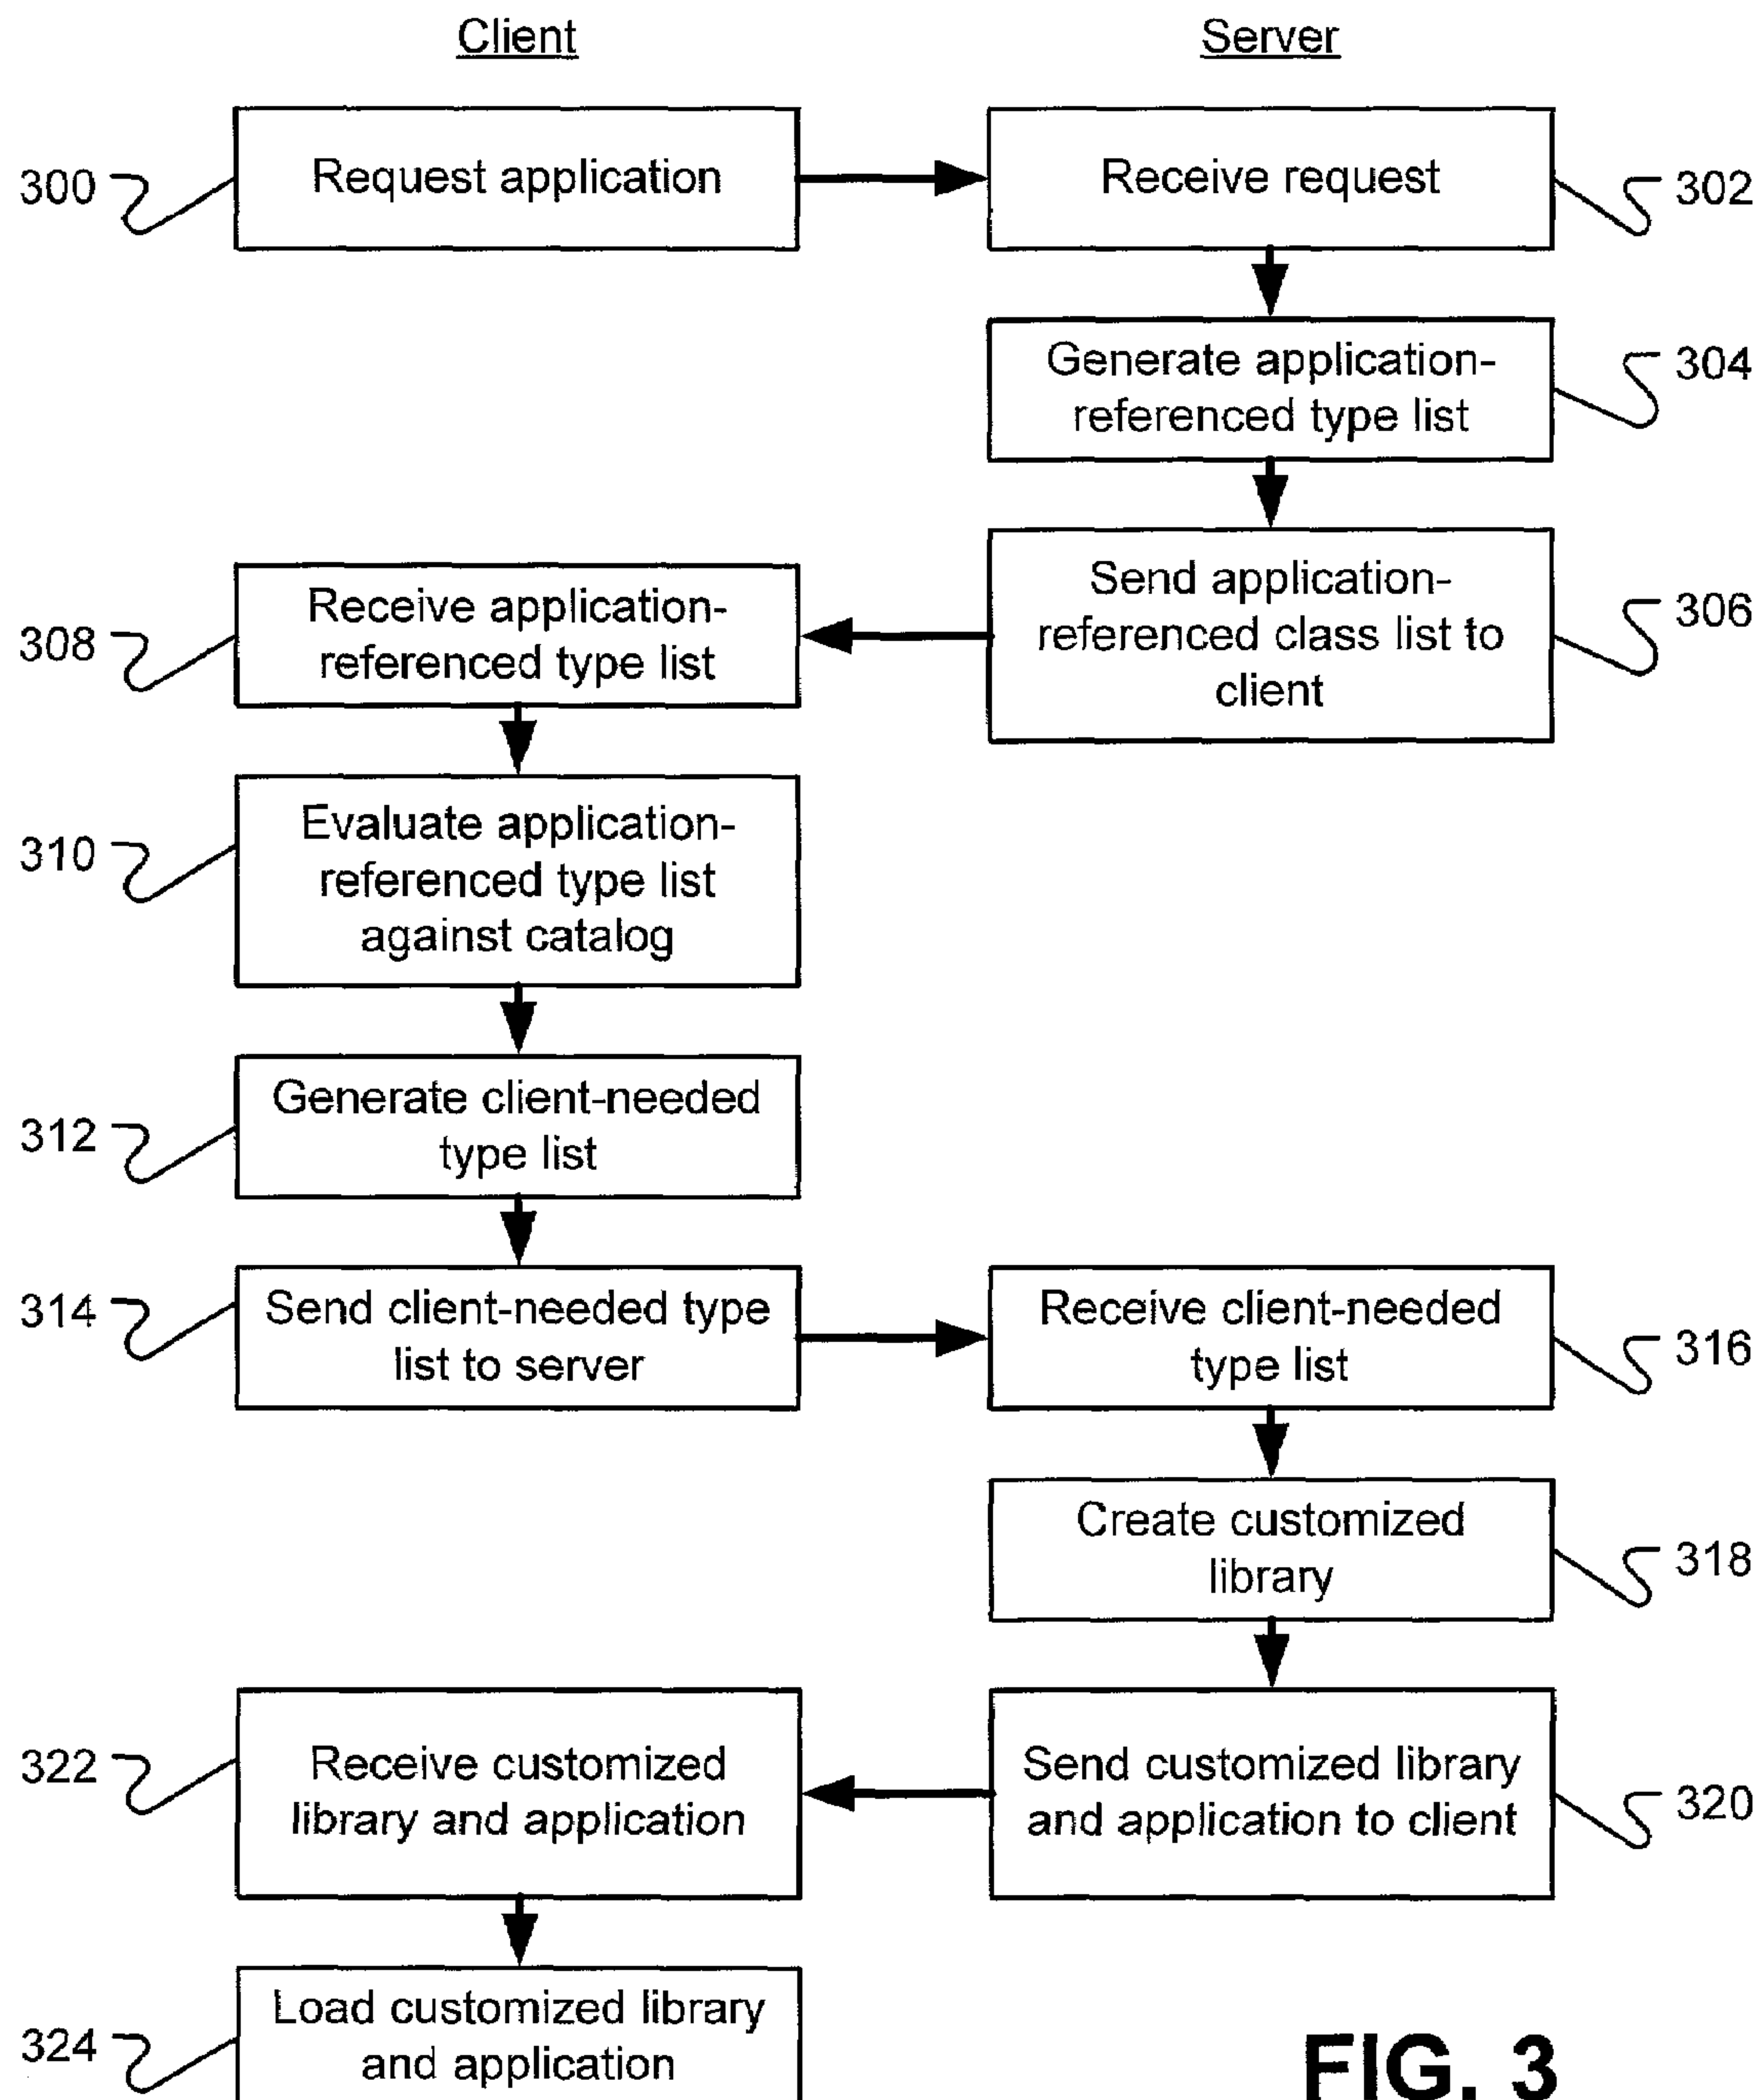 Client
Server
300
Request application
Receive request
302
Generate application-
referenced type list
304
Send application-
referenced class list to
client
306
308
Receive application-
referenced type list
310
Evaluate application-
referenced type list
against catalog
312
Generate client-needed
type list
314
Send client-needed type
list to server
Receive client-needed
type list
316
Create customized
library
318
Send customized library
and application to client
320
322
Receive customized
library and application
324
Load customized library
and application
FIG. 3